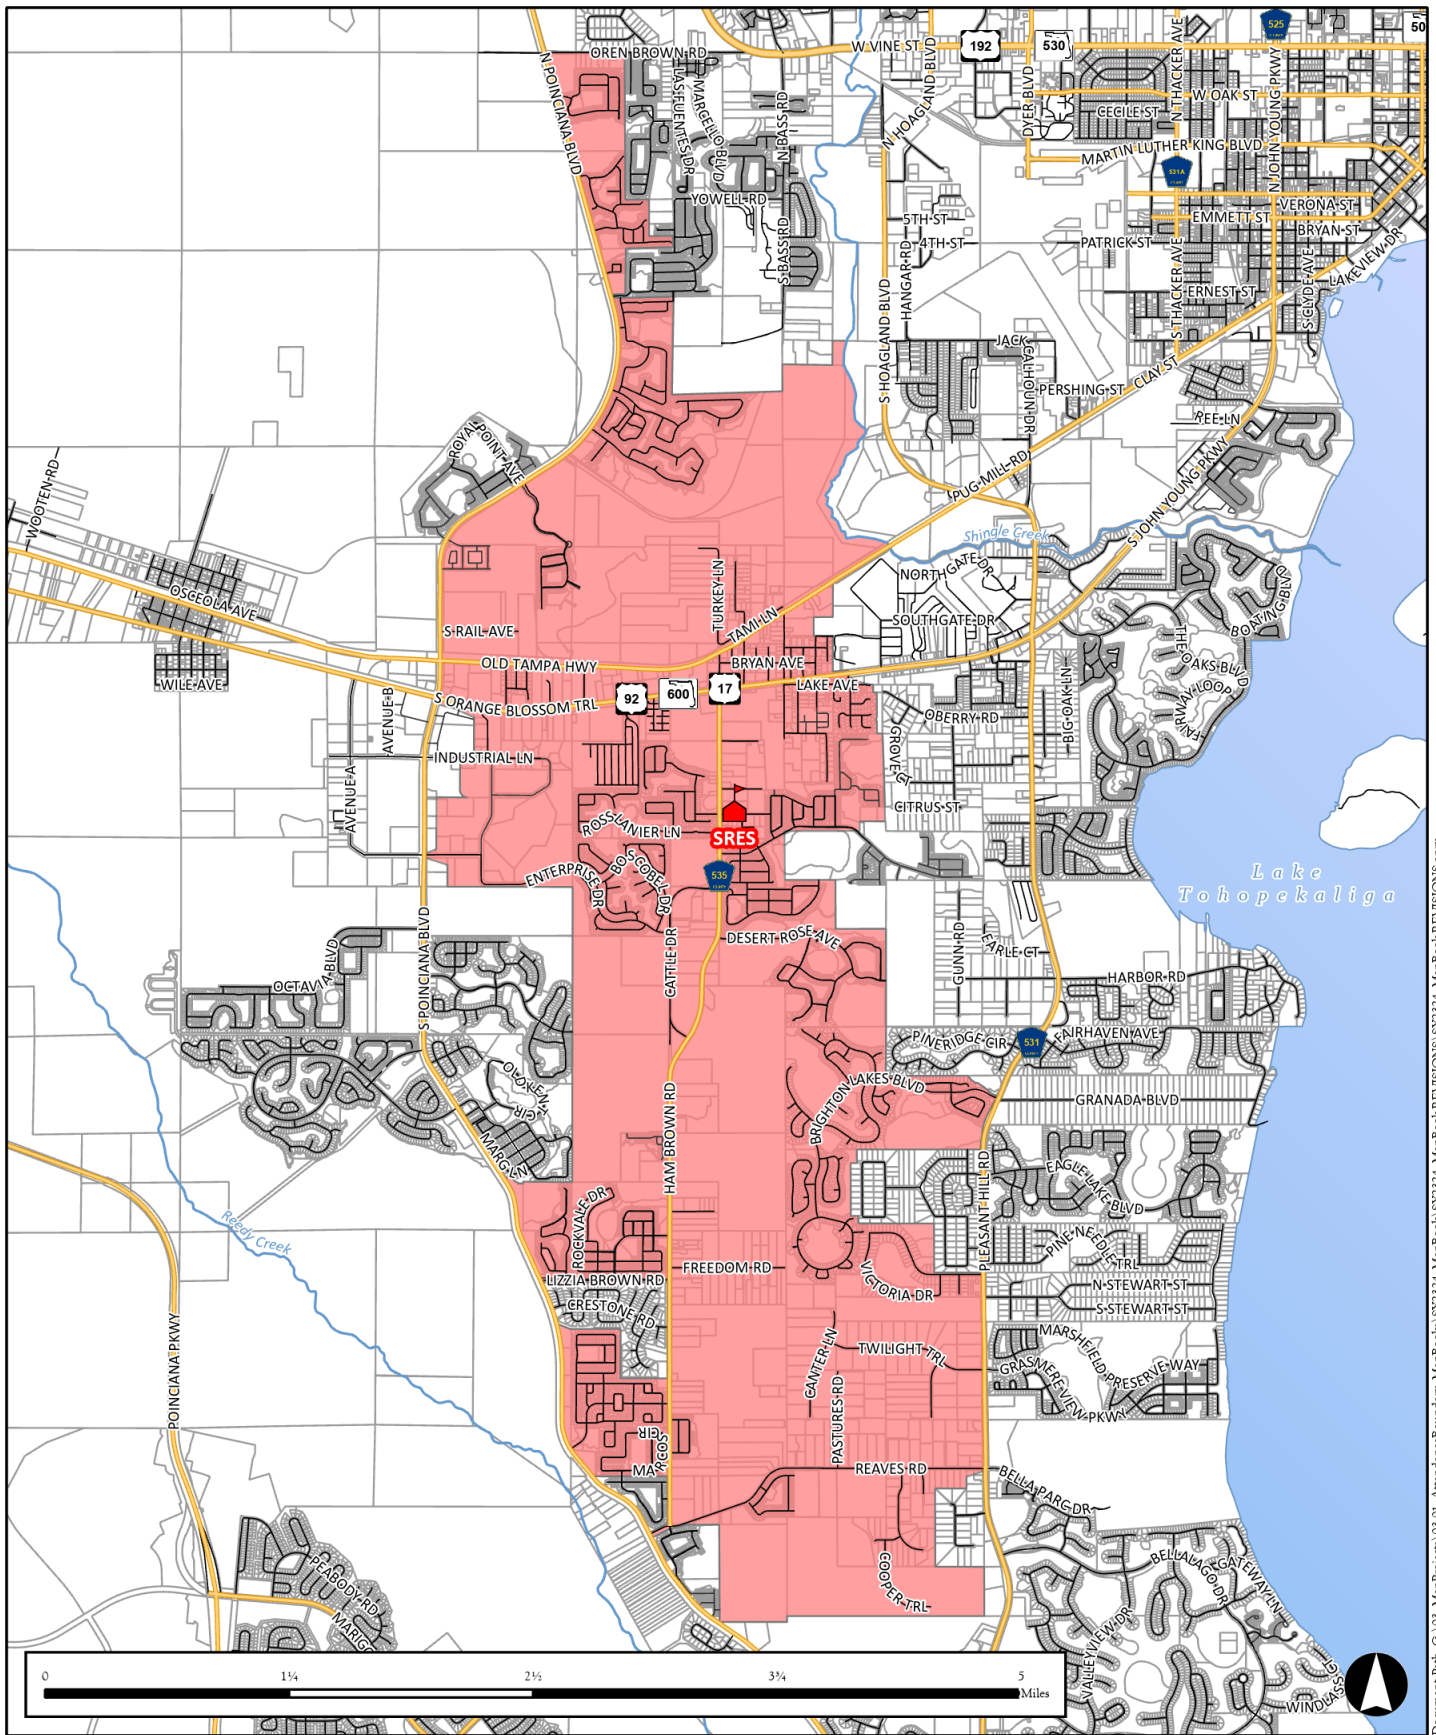 OREN BROWN RD
W VINE ST
192
530
525
50
N POINCIANA BLVD
LAS FUENTES DR
MARCELLO BLVD
N BASS RD
N HOAGLAND BLVD
DYER BLVD
N THACKER AVE
N JOHN YOUNG PKWY
W OAK ST
CECILE ST
MARTIN LUTHER KING BLVD
531A
YOWELL RD
S BASS RD
5TH ST
4TH ST
HANGAR RD
PATRICK ST
VERONA ST
EMMETT ST
BRYAN ST
LAKEVIEW DR
ERNEST ST
S CLYDE AVE
S THACKER AVE
S HOAGLAND BLVD
JACK CALHOUN DR
PERSHING ST
CLAY ST
REE LN
ROYAL POINT AVE
WOOTEN RD
PUG MILL RD
S JOHN YOUNG PKWY
Shingle Creek
OSCEOLA AVE
TURKEY LN
NORTHGATE DR
BOATING BLVD
S RAIL AVE
TAMI LN
SOUTHGATE DR
THE OAKS BLVD
OLD TAMPA HWY
BRYAN AVE
WILE AVE
AVENUE B
S ORANGE BLOSSOM TRL
92
600
17
LAKE AVE
OBERRY RD
BIG OAK LN
FAIRWAY LOOP
INDUSTRIAL LN
GROVE CT
AVENUE A
CITRUS ST
ROSS LANIER LN
SRES
BOSCOBEL DR
ENTERPRISE DR
535
Lake
Tohopekaliga
S POINCIANA BLVD
CATTLE DR
DESERT ROSE AVE
GUNN RD
EARLE CT
OCTAVIA BLVD
HARBOR RD
PINERIDGE CIR
531
FAIRHAVEN AVE
OLOKENT CIR
BRIGHTON LAKES BLVD
GRANADA BLVD
MARG LN
HAM BROWN RD
PLEASANT HILL RD
EAGLE LAKE BLVD
Reedy Creek
ROCKVALE DR
PINE NEEDLE TRL
LIZZIA BROWN RD
FREEDOM RD
VICTORIA DR
N STEWART ST
CRESTONE RD
S STEWART ST
POINCIANA PKWY
CANTER LN
TWILIGHT TRL
MARSHFIELD PRESERVE WAY
GRASMERE VIEW PKWY
PASTURES RD
REAVES RD
BELLA PARC DR
COOPER TRL
PEABODY RD
BELLALAGO DR
GATEWAY LN
VALLEYVIEW DR
WINDLASS CT
0 1¼ 2½ 3¾ 5
Miles